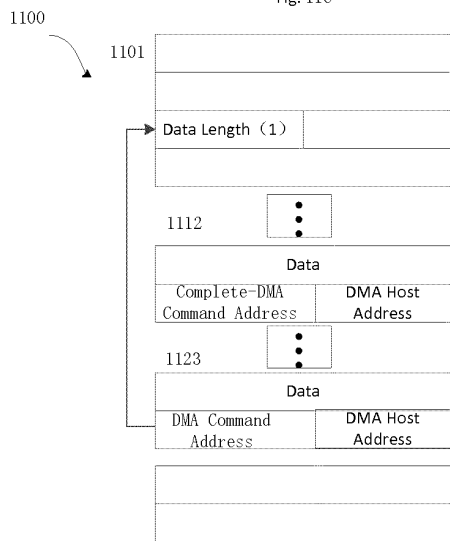 1100
1101
Data Length（1）
1112
Data
Complete-DMA
Command Address
DMA Host
Address
1123
Data
DMA Command
Address
DMA Host
Address